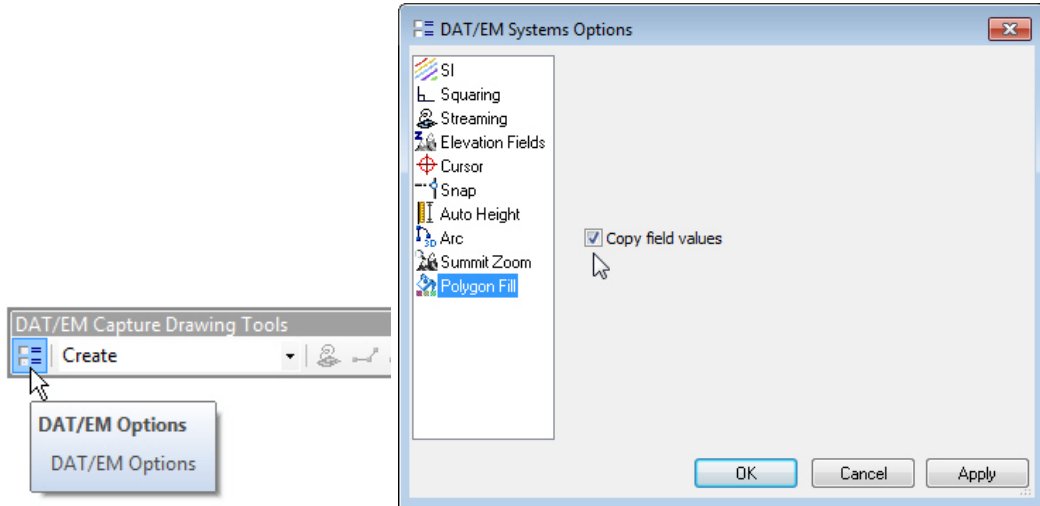 DAT/EM Capture Drawing Tools
Create
DAT/EM Options
DAT/EM Options
DAT/EM Systems Options
SI
Squaring
Streaming
Elevation Fields
Cursor
Snap
Auto Height
Arc
Summit Zoom
Polygon Fill
Copy field values
OK
Cancel
Apply